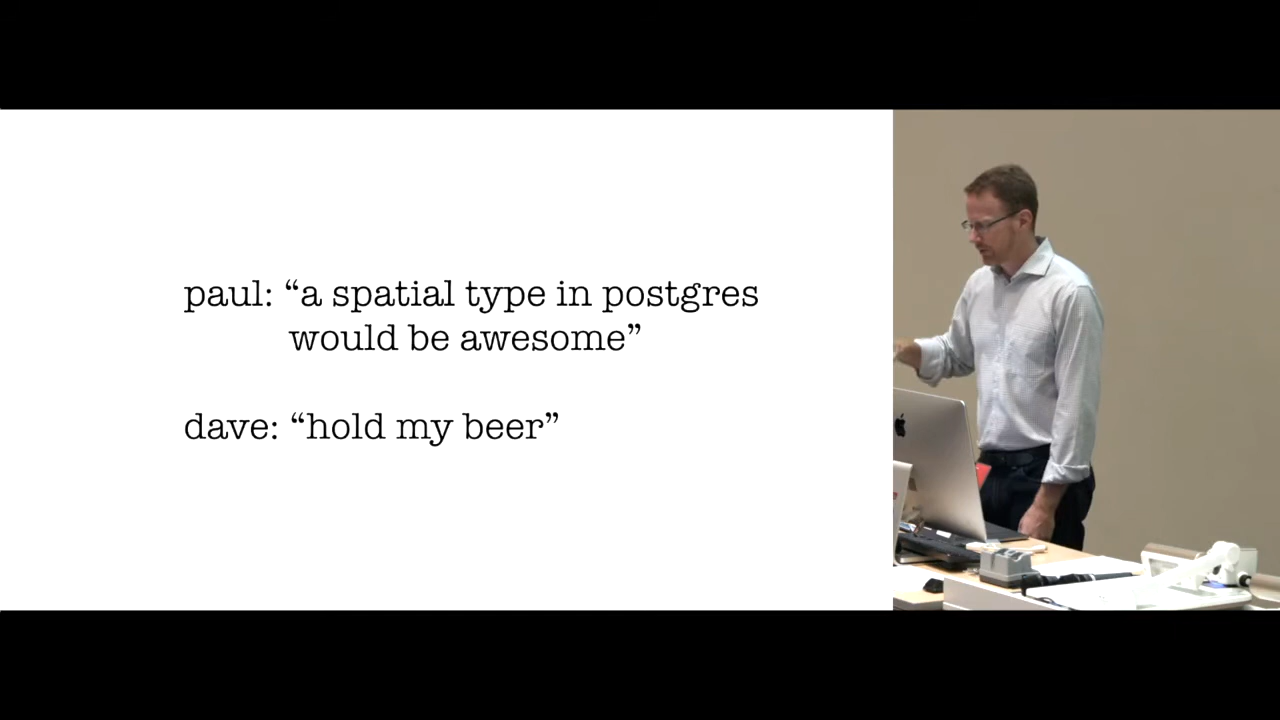 paul: “a spatial type in postgres
would be awesome”
dave: “hold my beer”